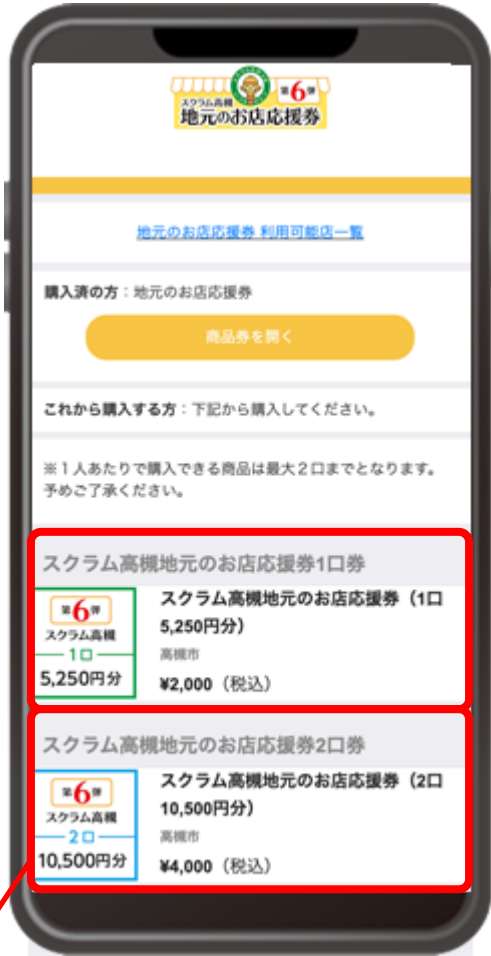 スクラム高槻
第6弾
地元のお店応援券
地元のお店応援券 利用可能店一覧
購入済の方：地元のお店応援券
商品券を開く
これから購入する方：下記から購入してください。
※１人あたりで購入できる商品は最大２口までとなります。
予めご了承ください。
スクラム高槻地元のお店応援券1口券
第6弾
スクラム高槻
1口
5,250円分
スクラム高槻地元のお店応援券（1口
5,250円分）
高槻市
¥2,000（税込）
スクラム高槻地元のお店応援券2口券
第6弾
スクラム高槻
2口
10,500円分
スクラム高槻地元のお店応援券（2口
10,500円分）
高槻市
¥4,000（税込）